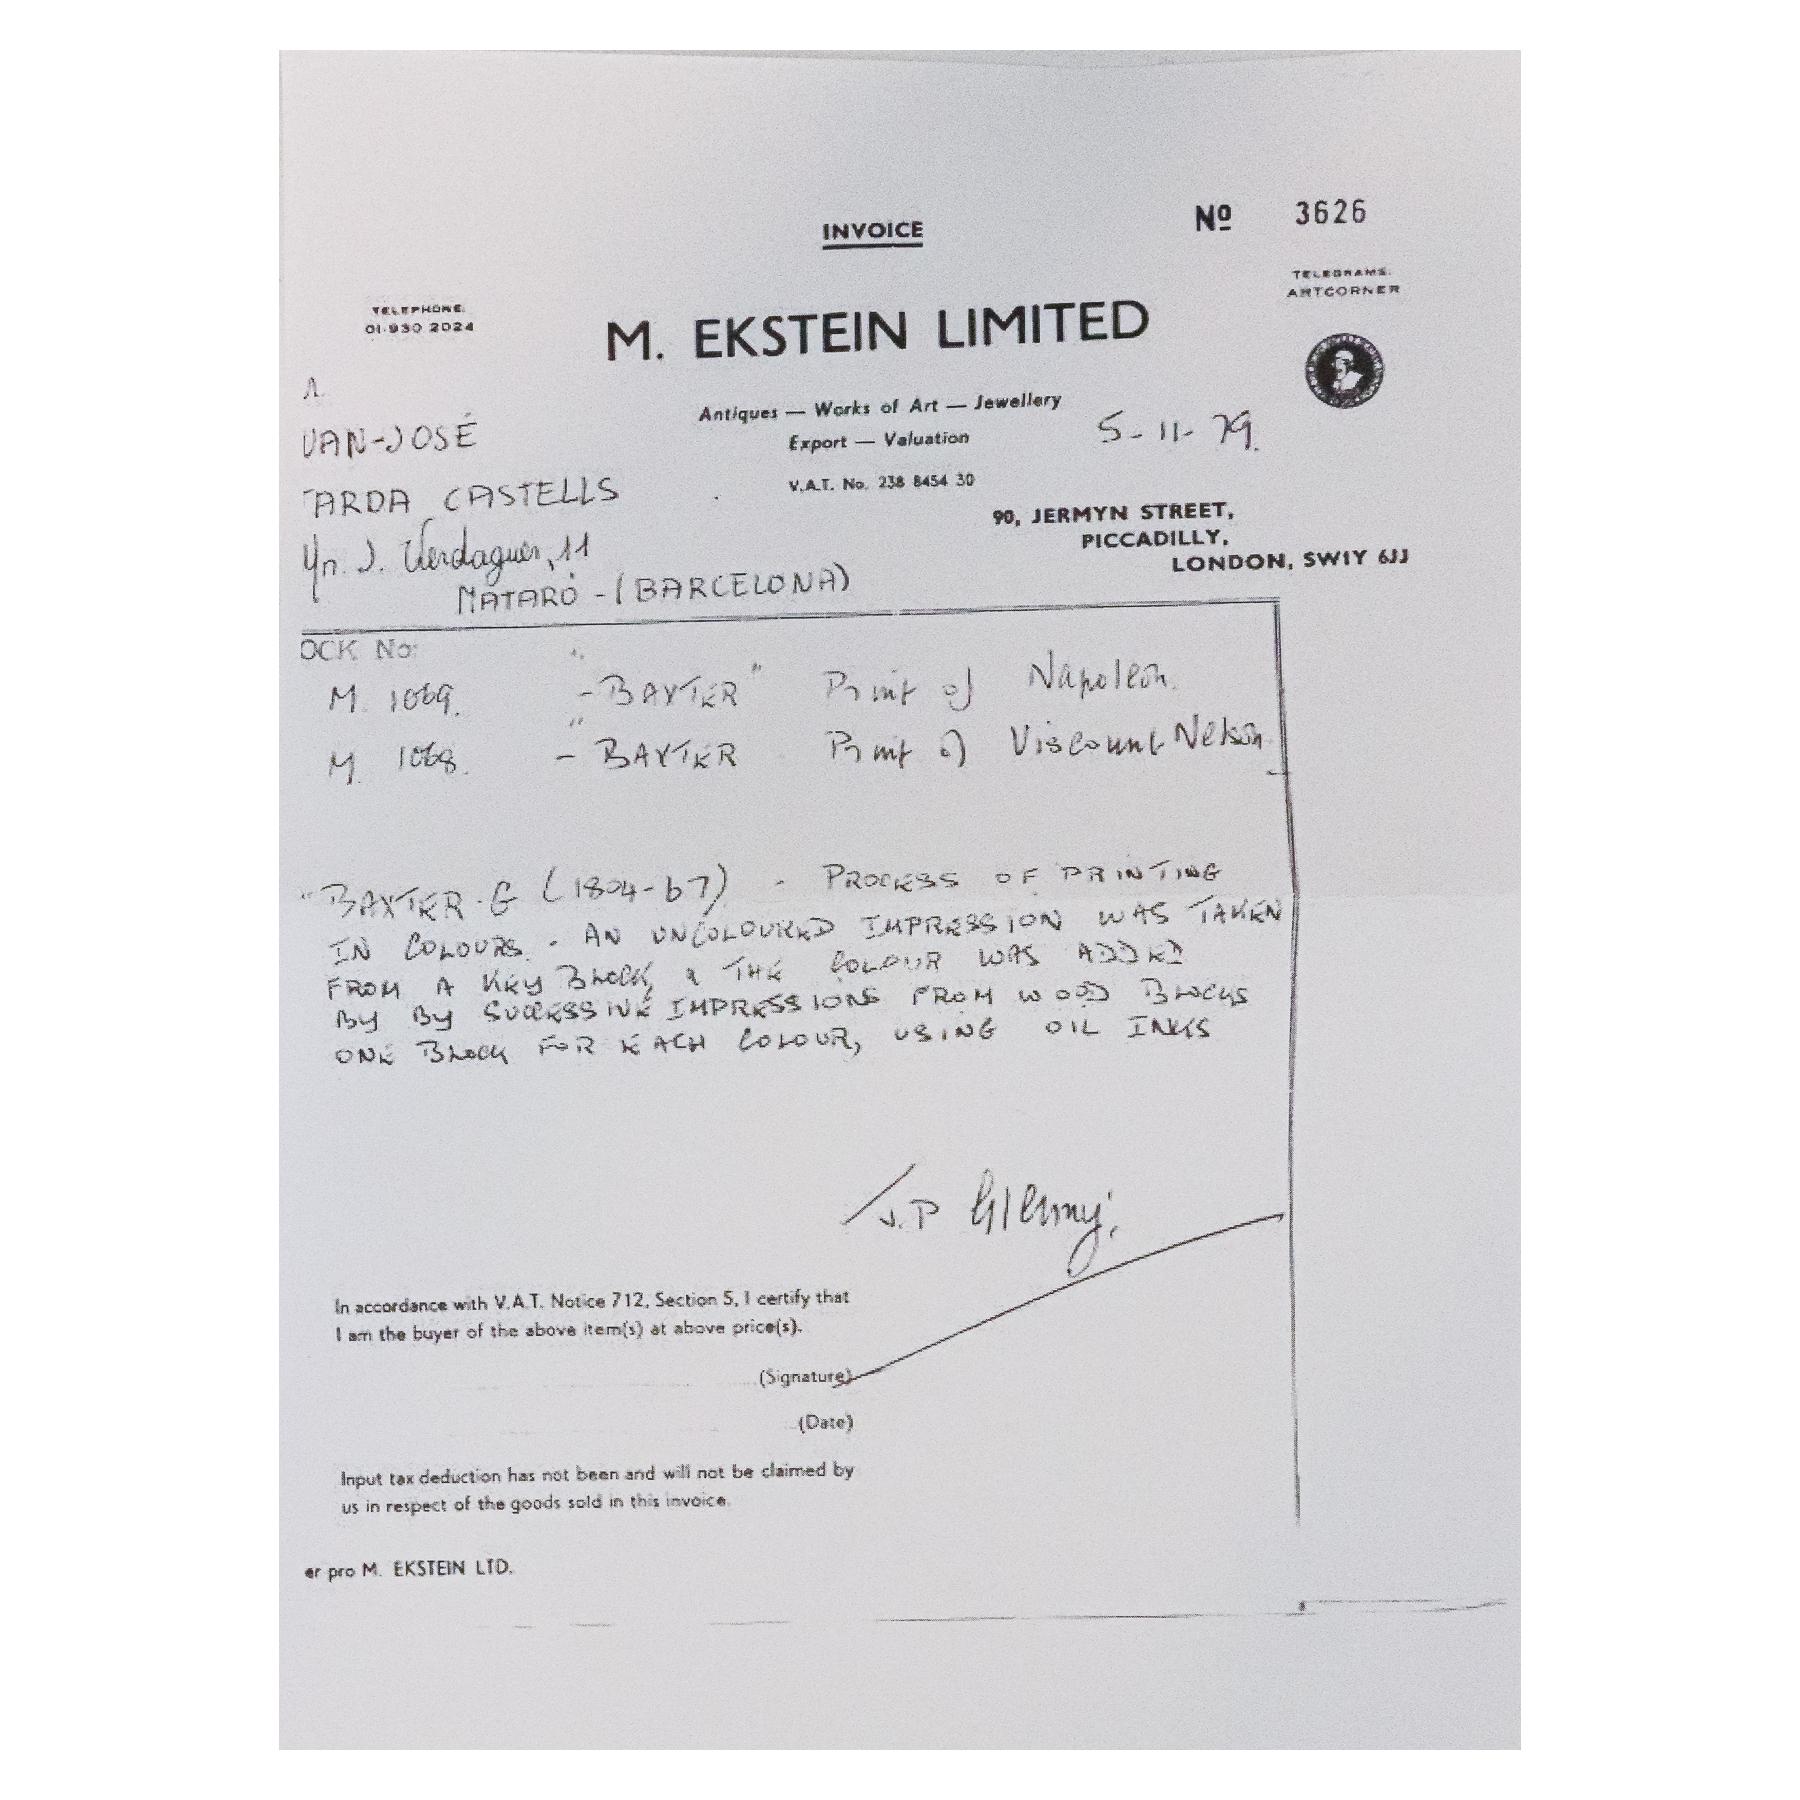 INVOICE
Nº 3626
TELEPHONE:
01-930 2024
TELEGRAMS:
ARTCORNER
M. EKSTEIN LIMITED
Antiques — Works of Art — Jewellery
Export — Valuation
V.A.T. No. 238 8454 30
5-11-79.
90, JERMYN STREET,
PICCADILLY,
LONDON, SW1Y 6JJ
UAN-JOSÉ
TARDA CASTELLS
J. Verdaguer, 11
MATARÓ - (BARCELONA)
OCK No:
M. 1069. - "BAXTER" Print of Napoleon.
M. 1068. - "BAXTER Print of Viscount Nelson.
"BAXTER. G (1804-67) - PROCESS OF PRINTING
IN COLOURS. - AN UNCOLOURED IMPRESSION WAS TAKEN
FROM A KEY BLOCK, & THE COLOUR WAS ADDED
BY BY SUCCESSIVE IMPRESSIONS FROM WOOD BLOCKS
ONE BLOCK FOR EACH COLOUR, USING OIL INKS
In accordance with V.A.T. Notice 712, Section 5, I certify that
I am the buyer of the above item(s) at above price(s).
(Signature)
(Date)
Input tax deduction has not been and will not be claimed by
us in respect of the goods sold in this invoice.
er pro M. EKSTEIN LTD.